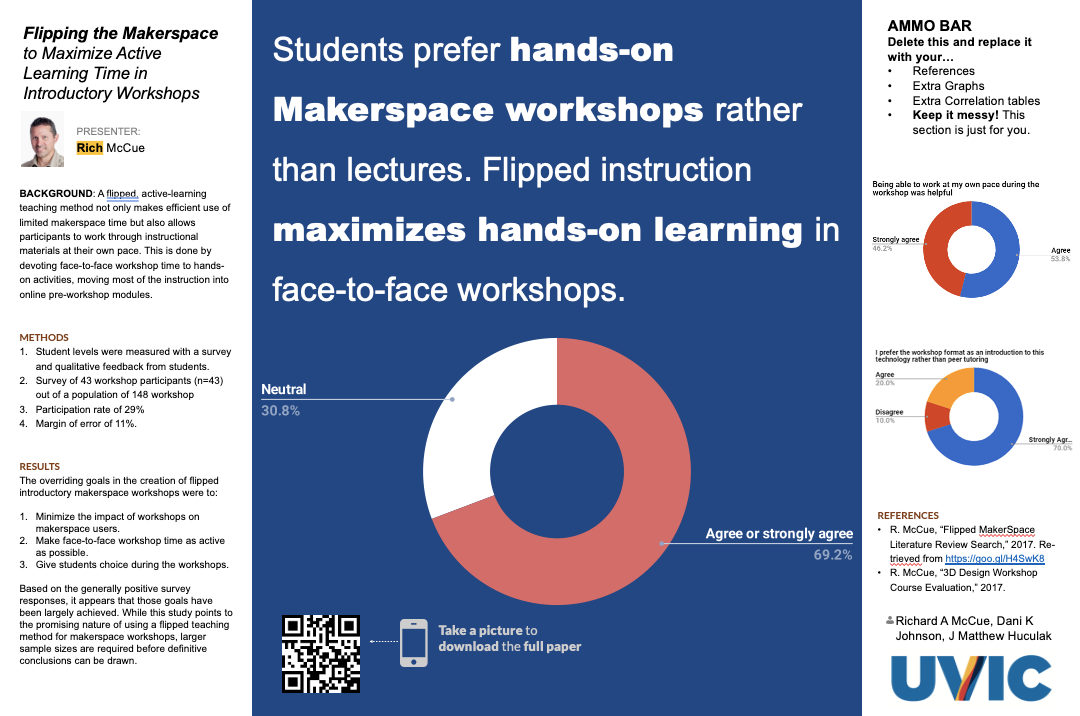 Flipping the Makerspace
to Maximize Active
Learning Time in
Introductory Workshops
PRESENTER:
Rich McCue
BACKGROUND: A flipped, active-learning
teaching method not only makes efficient use of
limited makerspace time but also allows
participants to work through instructional
materials at their own pace. This is done by
devoting face-to-face workshop time to hands-
on activities, moving most of the instruction into
online pre-workshop modules.
METHODS
1. Student levels were measured with a survey
and qualitative feedback from students.
2. Survey of 43 workshop participants (n=43)
out of a population of 148 workshop
3. Participation rate of 29%
4. Margin of error of 11%.
RESULTS
The overriding goals in the creation of flipped
introductory makerspace workshops were to:
1. Minimize the impact of workshops on
makerspace users.
2. Make face-to-face workshop time as active
as possible.
3. Give students choice during the workshops.
Based on the generally positive survey
responses, it appears that those goals have
been largely achieved. While this study points to
the promising nature of using a flipped teaching
method for makerspace workshops, larger
sample sizes are required before definitive
conclusions can be drawn.
Students prefer hands-on
Makerspace workshops rather
than lectures. Flipped instruction
maximizes hands-on learning in
face-to-face workshops.
Neutral
30.8%
Agree or strongly agree
69.2%
Take a picture to
download the full paper
AMMO BAR
Delete this and replace it
with your…
• References
• Extra Graphs
• Extra Correlation tables
• Keep it messy! This
section is just for you.
Being able to work at my own pace during the
workshop was helpful
Strongly agree
46.2%
Agree
53.8%
I prefer the workshop format as an introduction to this
technology rather than peer tutoring
Agree
20.0%
Disagree
10.0%
Strongly Agr...
70.0%
REFERENCES
• R. McCue, “Flipped MakerSpace
Literature Review Search,” 2017. Re-
trieved from https://goo.gl/H4SwK8
• R. McCue, “3D Design Workshop
Course Evaluation,” 2017.
Richard A McCue, Dani K
Johnson, J Matthew Huculak
UVIC